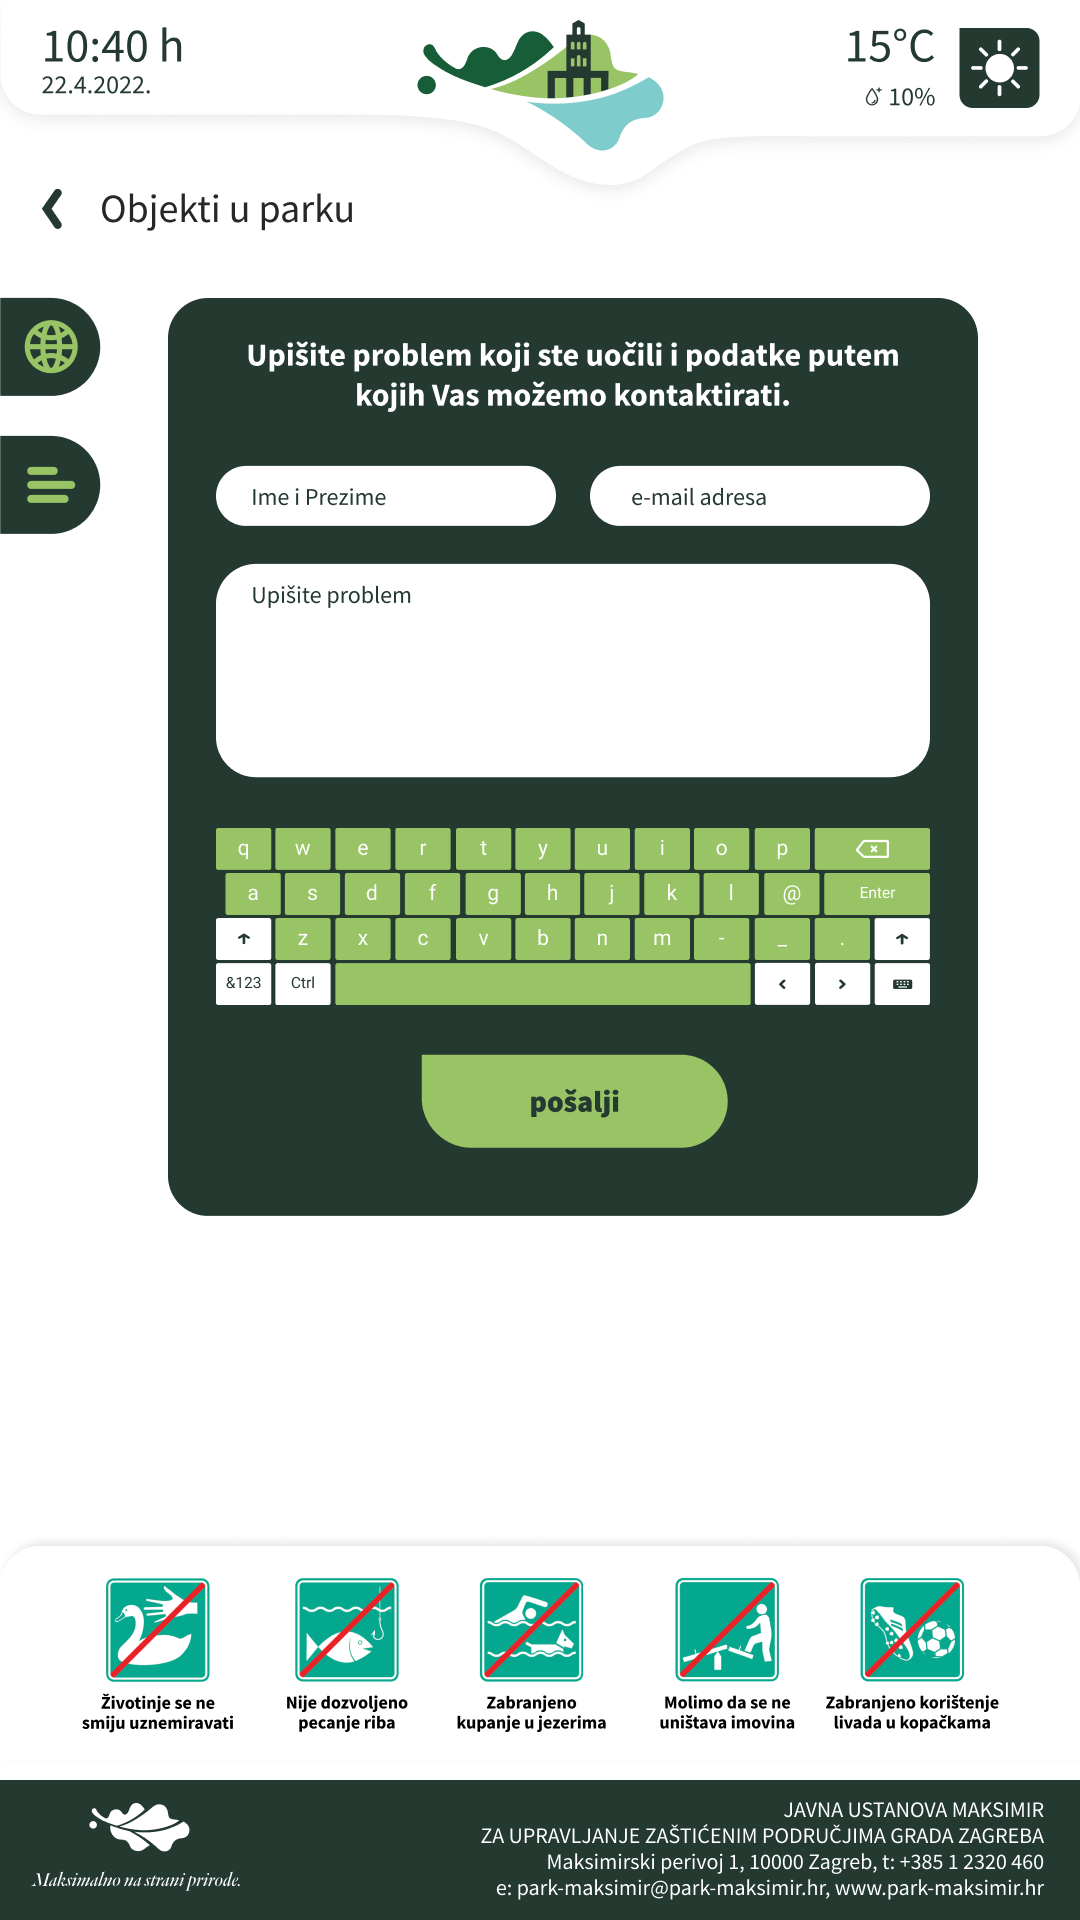 10:40 h
22.4.2022.
15°C
10%
Objekti u parku
Upišite problem koji ste uočili i podatke putem
kojih Vas možemo kontaktirati.
Ime i Prezime
e-mail adresa
Upišite problem
q w e r t y u i o p
a s d f g h j k l @ Enter
z x c v b n m - _ .
&123 Ctrl < >
pošalji
Životinje se ne
smiju uznemiravati
Nije dozvoljeno
pecanje riba
Zabranjeno
kupanje u jezerima
Molimo da se ne
uništava imovina
Zabranjeno korištenje
livada u kopačkama
Maksimalno na strani prirode.
JAVNA USTANOVA MAKSIMIR
ZA UPRAVLJANJE ZAŠTIĆENIM PODRUČJIMA GRADA ZAGREBA
Maksimirski perivoj 1, 10000 Zagreb, t: +385 1 2320 460
e: park-maksimir@park-maksimir.hr, www.park-maksimir.hr